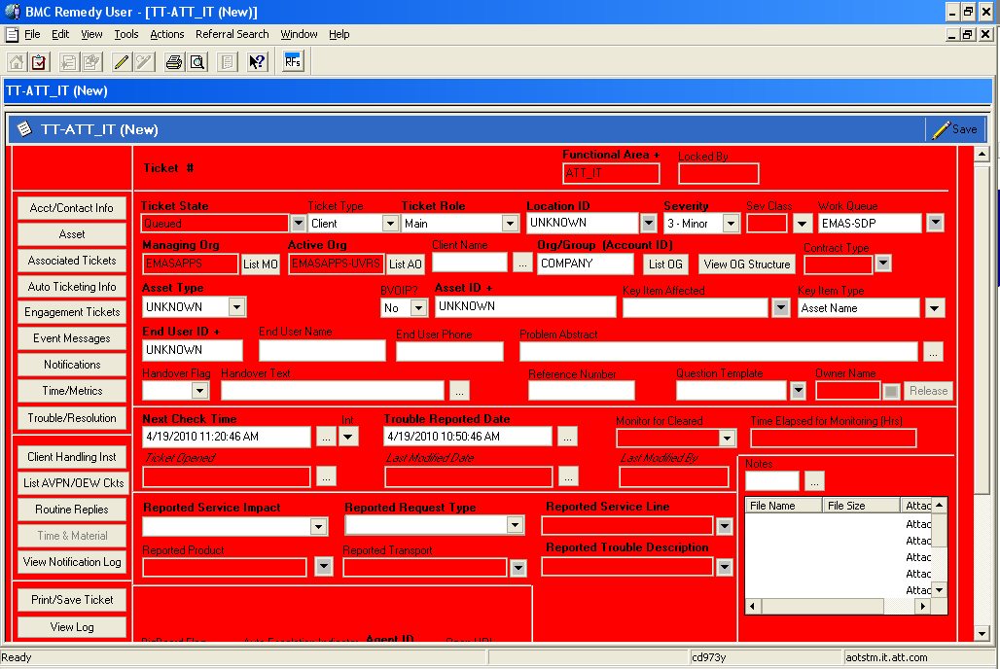 BMC Remedy User - [TT-ATT_IT (New)]
File Edit View Tools Actions Referral Search Window Help
RFs
TT-ATT_IT (New)
TT-ATT_IT (New) Save
Ticket # Functional Area + Locked By
ATT_IT
Acct/Contact Info
Asset
Associated Tickets
Auto Ticketing Info
Engagement Tickets
Event Messages
Notifications
Time/Metrics
Trouble/Resolution
Client Handling Inst
List AVPN/OEW Ckts
Routine Replies
Time & Material
View Notification Log
Print/Save Ticket
View Log
Ticket State Ticket Type Ticket Role Location ID Severity Sev Class Work Queue
Queued Client Main UNKNOWN 3 - Minor EMAS-SDP
Managing Org Active Org Client Name Org/Group (Account ID) Contract Type
EMASAPPS List MO EMASAPPS-UVRS List AO ... COMPANY List OG View OG Structure
Asset Type BVOIP? Asset ID + Key Item Affected Key Item Type
UNKNOWN No UNKNOWN Asset Name
End User ID + End User Name End User Phone Problem Abstract
UNKNOWN ...
Handover Flag Handover Text Reference Number Question Template Owner Name
... Release
Next Check Time Int Trouble Reported Date Monitor for Cleared Time Elapsed for Monitoring (Hrs)
4/19/2010 11:20:46 AM ... 4/19/2010 10:50:46 AM ...
Ticket Opened Last Modified Date Last Modified By Notes
... ... ...
Reported Service Impact Reported Request Type Reported Service Line
Reported Product Reported Transport Reported Trouble Description
File Name File Size Attac
Attac
Attac
Attac
Attac
Attac
Agent ID
Ready cd973y aotstm.it.att.com